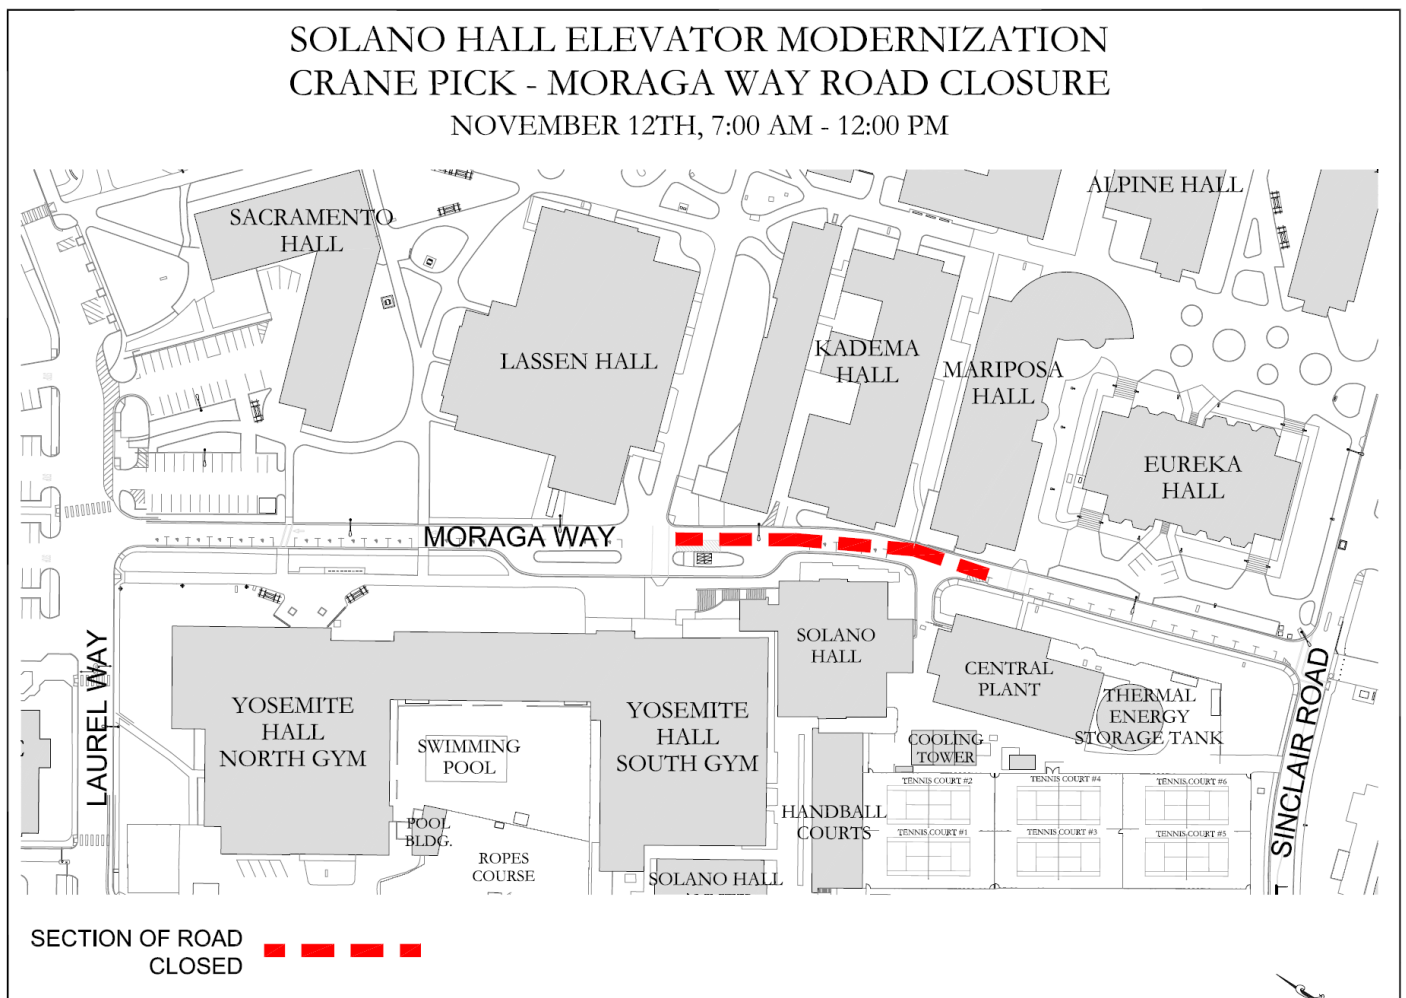 SOLANO HALL ELEVATOR MODERNIZATION
CRANE PICK - MORAGA WAY ROAD CLOSURE
NOVEMBER 12TH, 7:00 AM - 12:00 PM
ALPINE HALL
SACRAMENTO
HALL
LASSEN HALL
KADEMA
HALL
MARIPOSA
HALL
EUREKA
HALL
MORAGA WAY
LAUREL WAY
SOLANO
HALL
CENTRAL
PLANT
THERMAL
ENERGY
STORAGE TANK
SINCLAIR ROAD
YOSEMITE
HALL
NORTH GYM
SWIMMING
POOL
YOSEMITE
HALL
SOUTH GYM
COOLING
TOWER
TENNIS COURT #2
TENNIS COURT #4
TENNIS COURT #6
HANDBALL
COURTS
TENNIS COURT #1
TENNIS COURT #3
TENNIS COURT #5
POOL
BLDG.
ROPES
COURSE
SOLANO HALL
SECTION OF ROAD
CLOSED